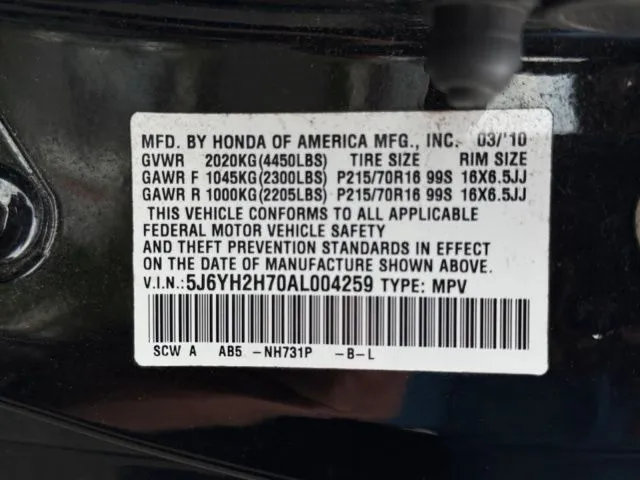 MFD. BY HONDA OF AMERICA MFG., INC. 03/'10
GVWR 2020KG(4450LBS) TIRE SIZE RIM SIZE
GAWR F 1045KG(2300LBS) P215/70R16 99S 16X6.5JJ
GAWR R 1000KG(2205LBS) P215/70R16 99S 16X6.5JJ
THIS VEHICLE CONFORMS TO ALL APPLICABLE
FEDERAL MOTOR VEHICLE SAFETY
AND THEFT PREVENTION STANDARDS IN EFFECT ON
THE DATE OF MANUFACTURE SHOWN ABOVE.
V.I.N.:5J6YH2H70AL004259 TYPE: MPV
SCW A AB5 -NH731P -B-L